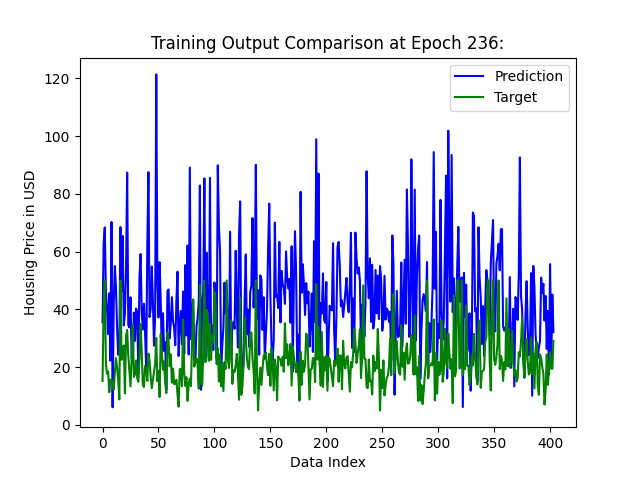 Training Output Comparison at Epoch 236:
Prediction
Target
120
100
80
60
40
20
0
Housing Price in USD
0 50 100 150 200 250 300 350 400
Data Index